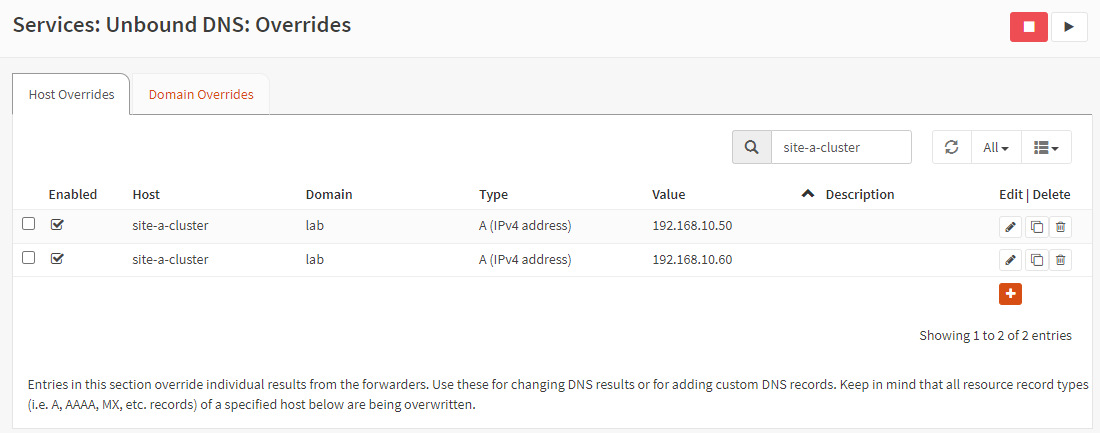 Services: Unbound DNS: Overrides
Host Overrides
Domain Overrides
site-a-cluster
All
Enabled Host Domain Type Value Description Edit | Delete
site-a-cluster lab A (IPv4 address) 192.168.10.50
site-a-cluster lab A (IPv4 address) 192.168.10.60
Showing 1 to 2 of 2 entries
Entries in this section override individual results from the forwarders. Use these for changing DNS results or for adding custom DNS records. Keep in mind that all resource record types
(i.e. A, AAAA, MX, etc. records) of a specified host below are being overwritten.